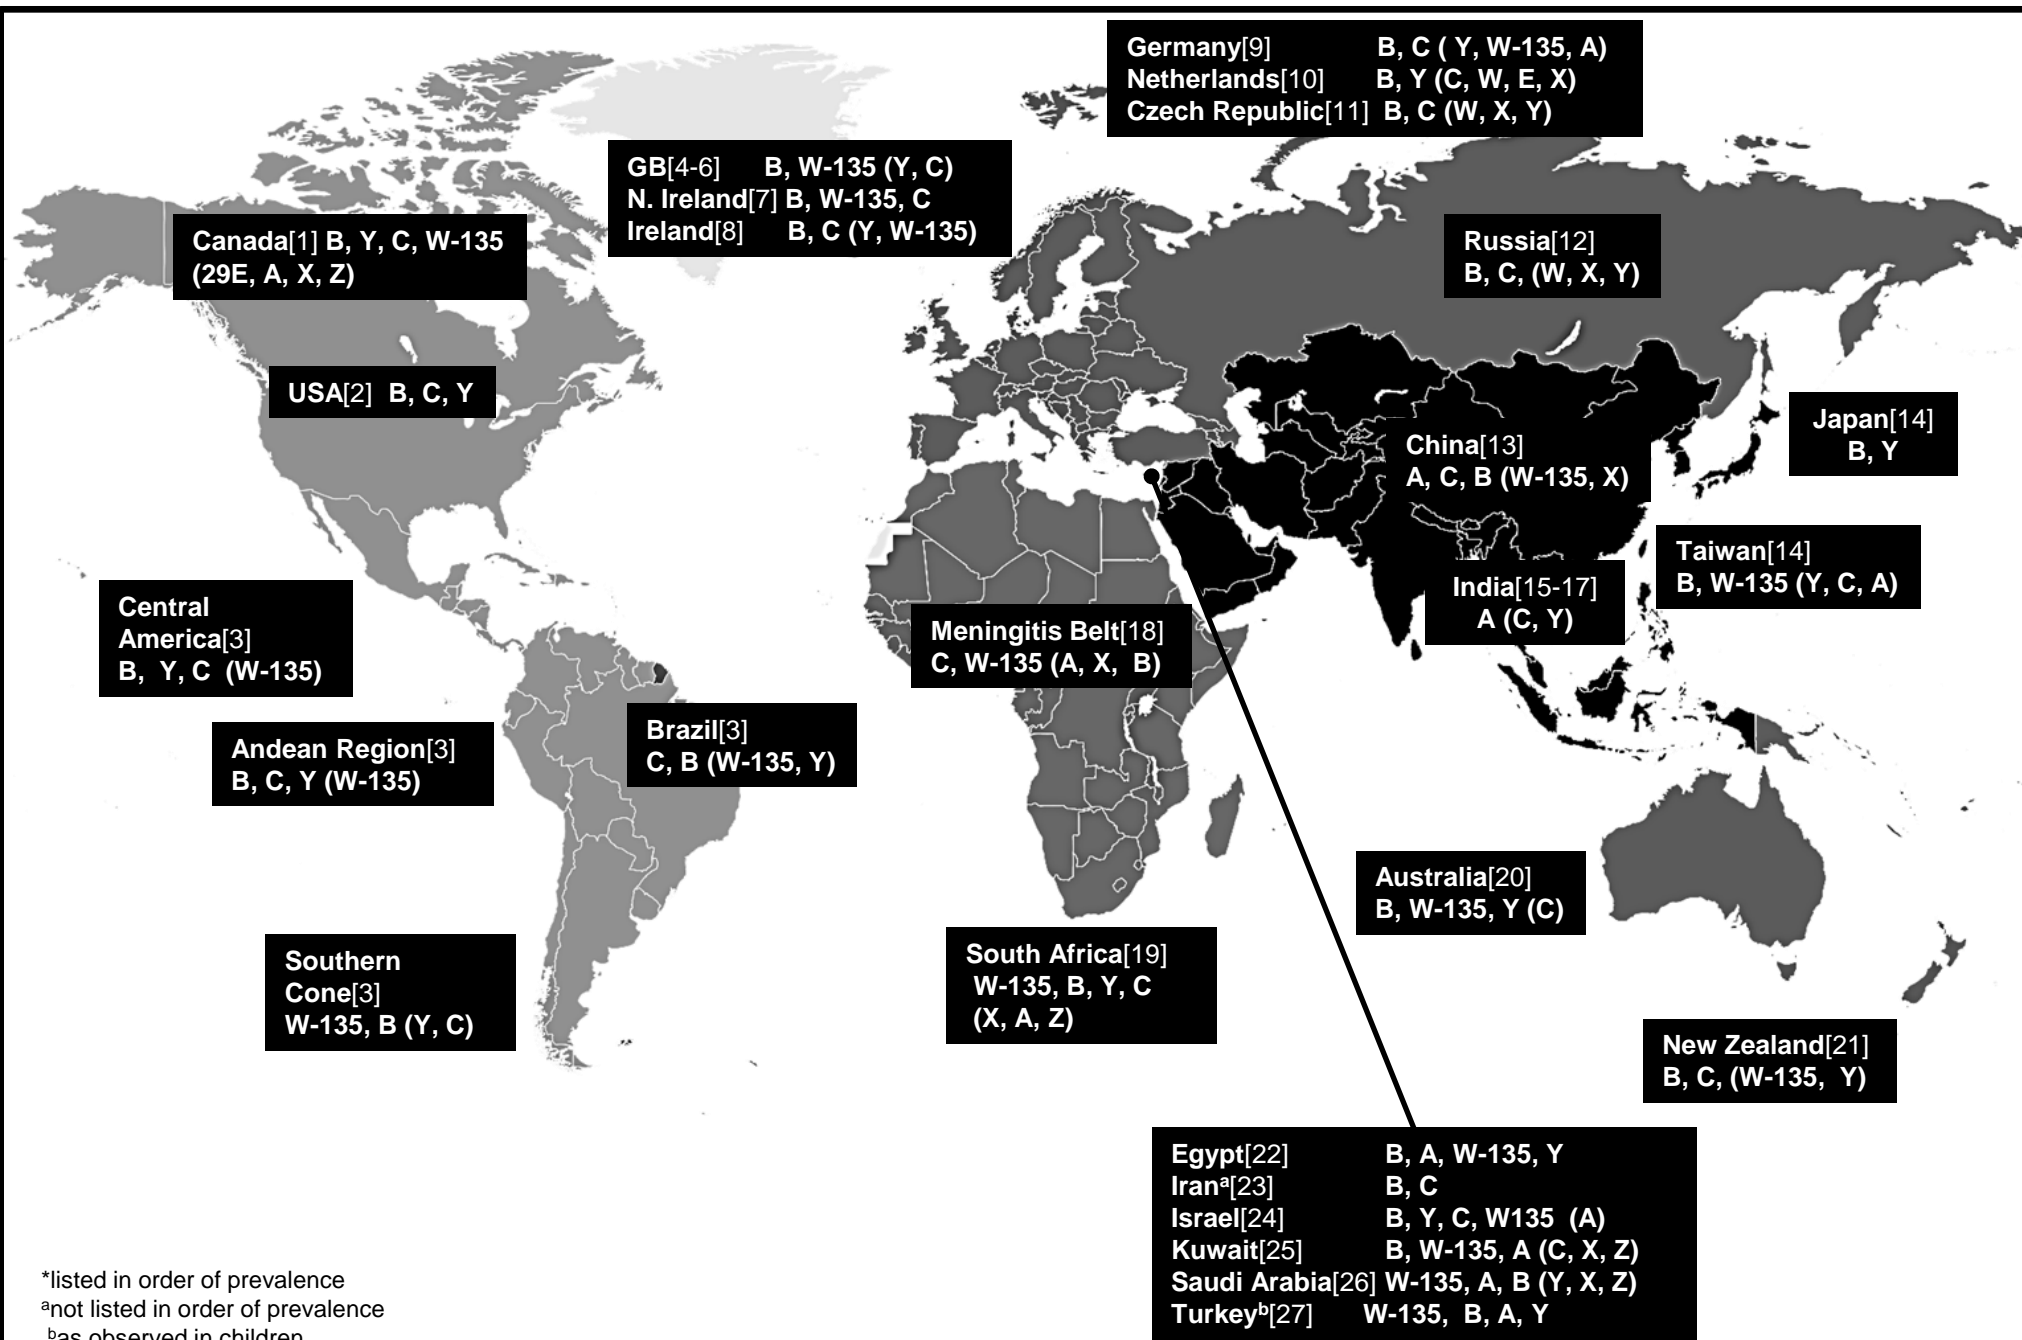 Germany[9] B, C ( Y, W-135, A)
Netherlands[10] B, Y (C, W, E, X)
Czech Republic[11] B, C (W, X, Y)
GB[4-6] B, W-135 (Y, C)
N. Ireland[7] B, W-135, C
Ireland[8] B, C (Y, W-135)
Canada[1] B, Y, C, W-135
(29E, A, X, Z)
Russia[12]
B, C, (W, X, Y)
USA[2] B, C, Y
Japan[14]
B, Y
China[13]
A, C, B (W-135, X)
Taiwan[14]
B, W-135 (Y, C, A)
India[15-17]
A (C, Y)
Central
America[3]
B, Y, C (W-135)
Meningitis Belt[18]
C, W-135 (A, X, B)
Andean Region[3]
B, C, Y (W-135)
Brazil[3]
C, B (W-135, Y)
Australia[20]
B, W-135, Y (C)
Southern
Cone[3]
W-135, B (Y, C)
South Africa[19]
W-135, B, Y, C
(X, A, Z)
New Zealand[21]
B, C, (W-135, Y)
Egypt[22] B, A, W-135, Y
Iranᵃ[23] B, C
Israel[24] B, Y, C, W135 (A)
Kuwait[25] B, W-135, A (C, X, Z)
Saudi Arabia[26] W-135, A, B (Y, X, Z)
Turkeyᵇ[27] W-135, B, A, Y
*listed in order of prevalence
ᵃnot listed in order of prevalence
ᵇas observed in children